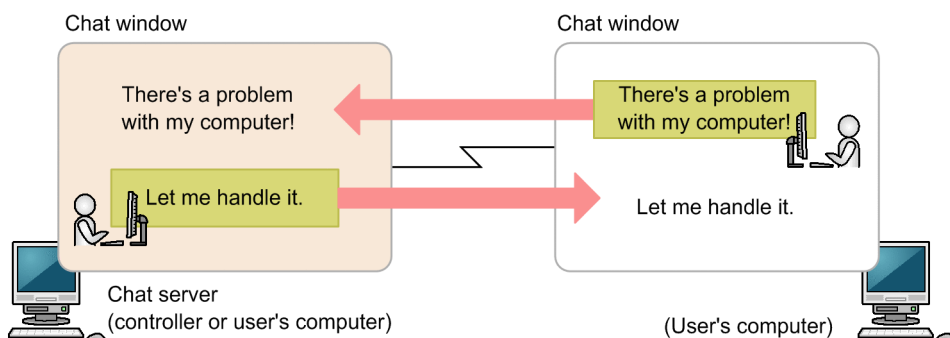 Chat window
There's a problem
with my computer!
Let me handle it.
Chat server
(controller or user's computer)
Chat window
There's a problem
with my computer!
Let me handle it.
(User's computer)